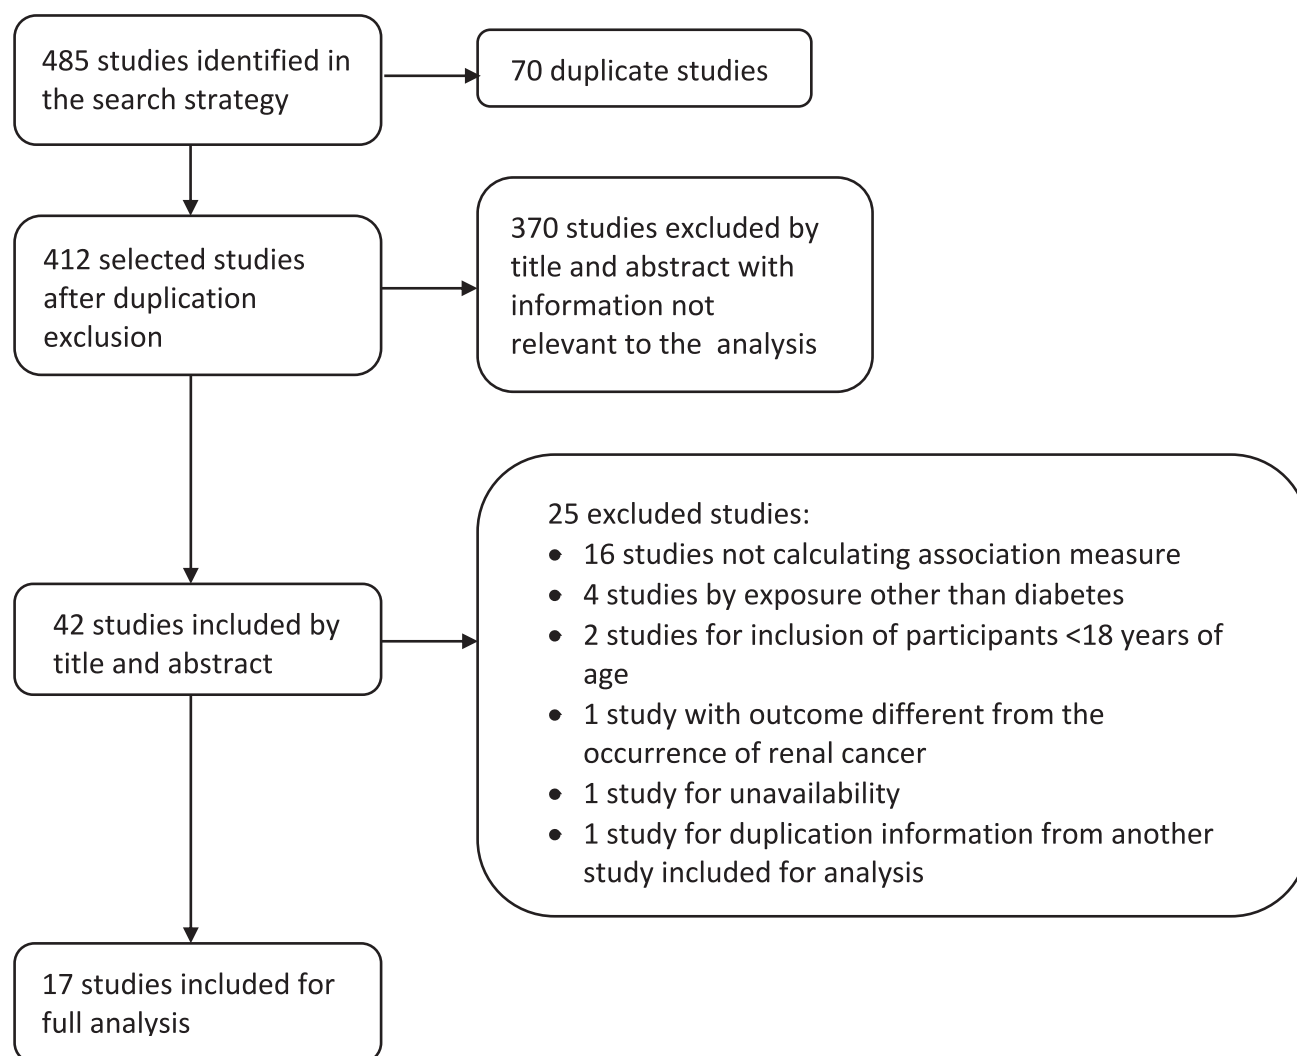 485 studies identified in
the search strategy
70 duplicate studies
412 selected studies
after duplication
exclusion
370 studies excluded by
title and abstract with
information not
relevant to the analysis
42 studies included by
title and abstract
25 excluded studies:
• 16 studies not calculating association measure
• 4 studies by exposure other than diabetes
• 2 studies for inclusion of participants <18 years of
age
• 1 study with outcome different from the
occurrence of renal cancer
• 1 study for unavailability
• 1 study for duplication information from another
study included for analysis
17 studies included for
full analysis